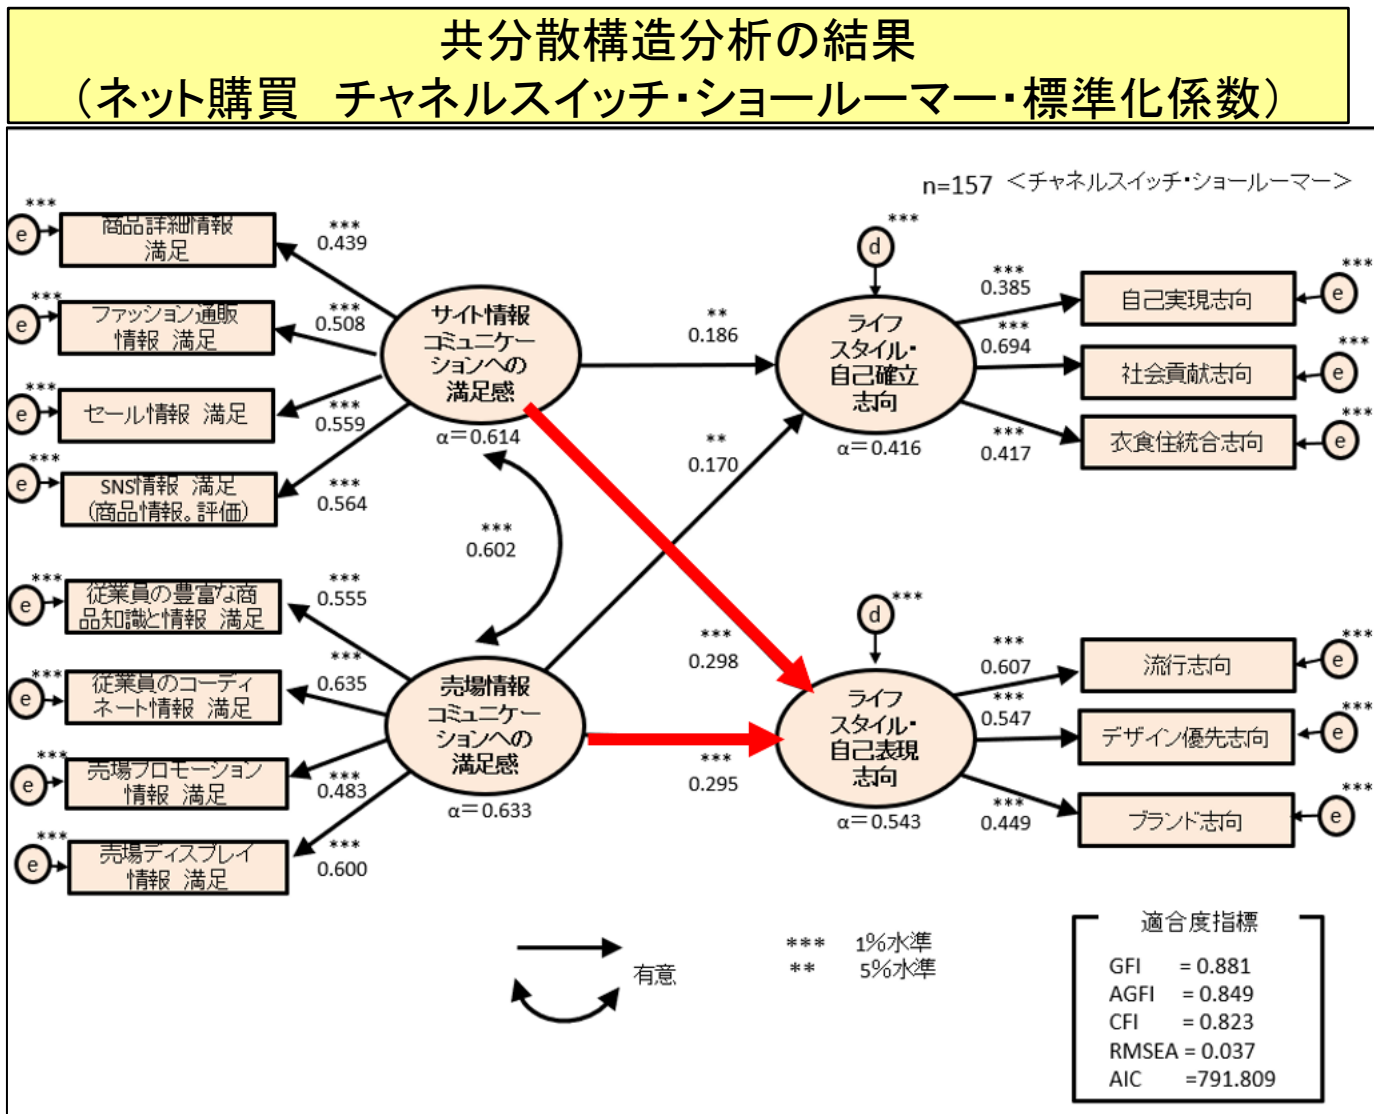 共分散構造分析の結果
（ネット購買　チャネルスイッチ・ショールーマー・標準化係数）
n=157 ＜チャネルスイッチ・ショールーマー＞
***
e
商品詳細情報
満足
***
0.439
***
e
ファッション通販
情報 満足
***
0.508
***
e
セール情報 満足
***
0.559
***
e
SNS情報 満足
(商品情報。評価)
***
0.564
サイト情報
コミュニケー
ションへの
満足感
α＝0.614
***
0.602
***
e
従業員の豊富な商
品知識と情報 満足
***
0.555
***
e
従業員のコーディ
ネート情報 満足
***
0.635
***
e
売場プロモーション
情報 満足
***
0.483
***
e
売場ディスプレイ
情報 満足
***
0.600
売場情報
コミュニケー
ションへの
満足感
α＝0.633
**
0.186
**
0.170
***
0.298
***
0.295
***
d
ライフ
スタイル・
自己確立
志向
α＝0.416
***
0.385
自己実現志向
***
e
***
0.694
社会貢献志向
***
e
***
0.417
衣食住統合志向
***
e
***
d
ライフ
スタイル・
自己表現
志向
α＝0.543
***
0.607
流行志向
***
e
***
0.547
デザイン優先志向
***
e
***
0.449
ブランド志向
***
e
有意
*** 1%水準
** 5%水準
適合度指標
GFI = 0.881
AGFI = 0.849
CFI = 0.823
RMSEA = 0.037
AIC =791.809